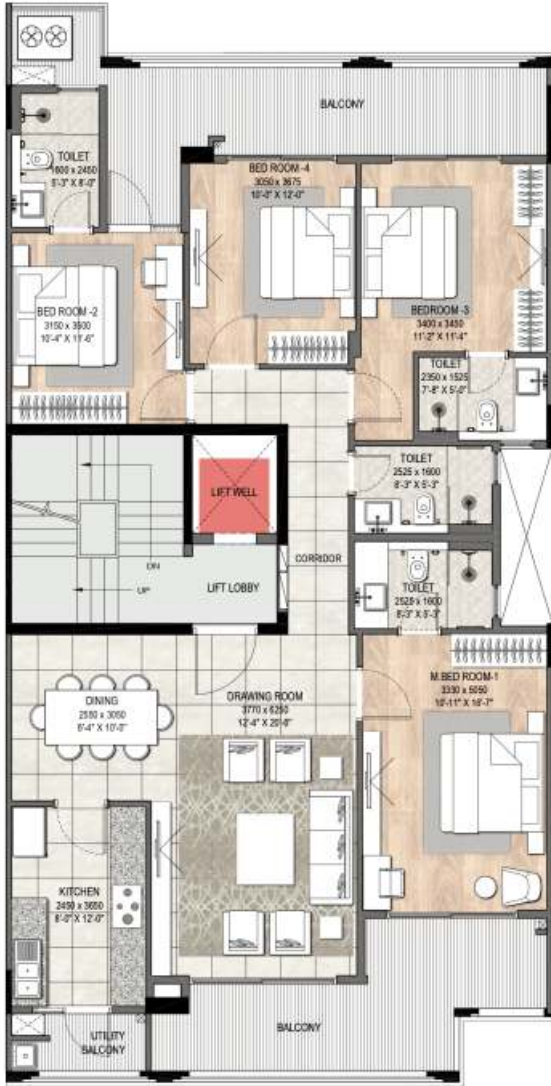 BALCONY
TOILET
1600 x 2450
5'-3" X 8'-0"
BED ROOM -4
3050 x 3675
10'-0" X 12'-0"
BED ROOM -2
3150 x 3500
10'-4" X 11'-6"
BEDROOM -3
3400 x 3450
11'-2" X 11'-4"
TOILET
2350 x 1525
7'-8" X 5'-0"
TOILET
2525 x 1600
8'-3" X 5'-3"
LIFT WELL
DN
UP
LIFT LOBBY
CORRIDOR
TOILET
2525 x 1600
8'-3" X 5'-3"
M.BED ROOM-1
3330 x 5050
10'-11" X 16'-7"
DINING
2550 x 3050
8'-4" X 10'-0"
DRAWING ROOM
3770 x 6250
12'-4" X 20'-6"
KITCHEN
2450 x 3650
8'-0" X 12'-0"
UTILITY
BALCONY
BALCONY